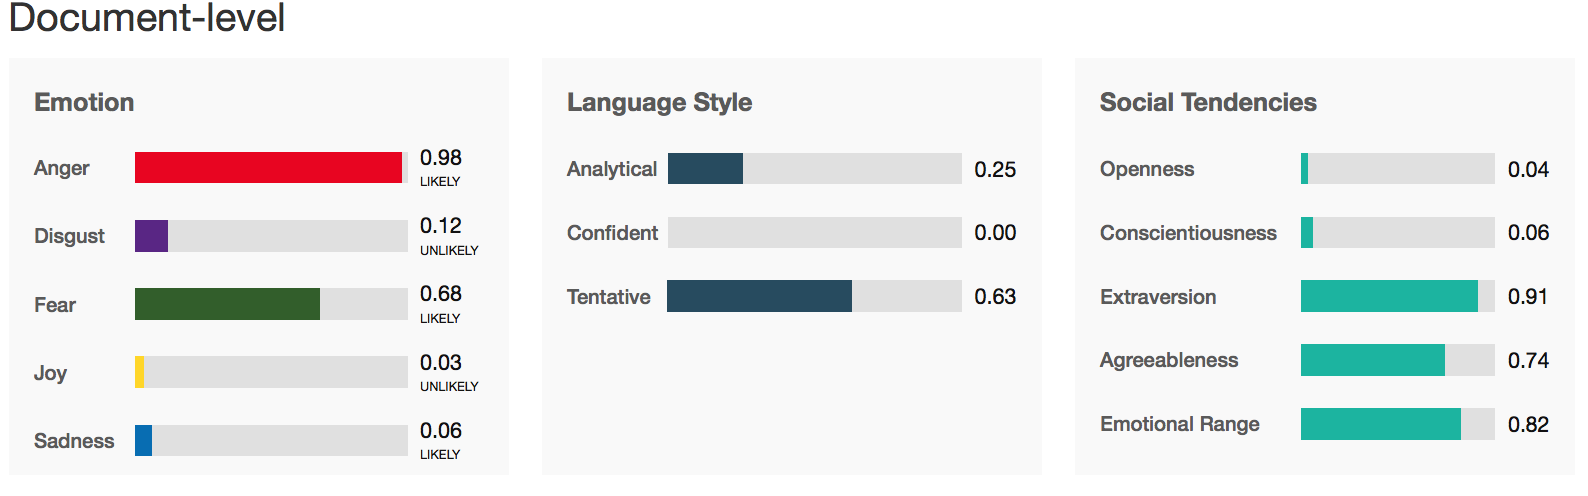 Document-level
Emotion
Anger 0.98
LIKELY
Disgust 0.12
UNLIKELY
Fear 0.68
LIKELY
Joy 0.03
UNLIKELY
Sadness 0.06
LIKELY
Language Style
Analytical 0.25
Confident 0.00
Tentative 0.63
Social Tendencies
Openness 0.04
Conscientiousness 0.06
Extraversion 0.91
Agreeableness 0.74
Emotional Range 0.82